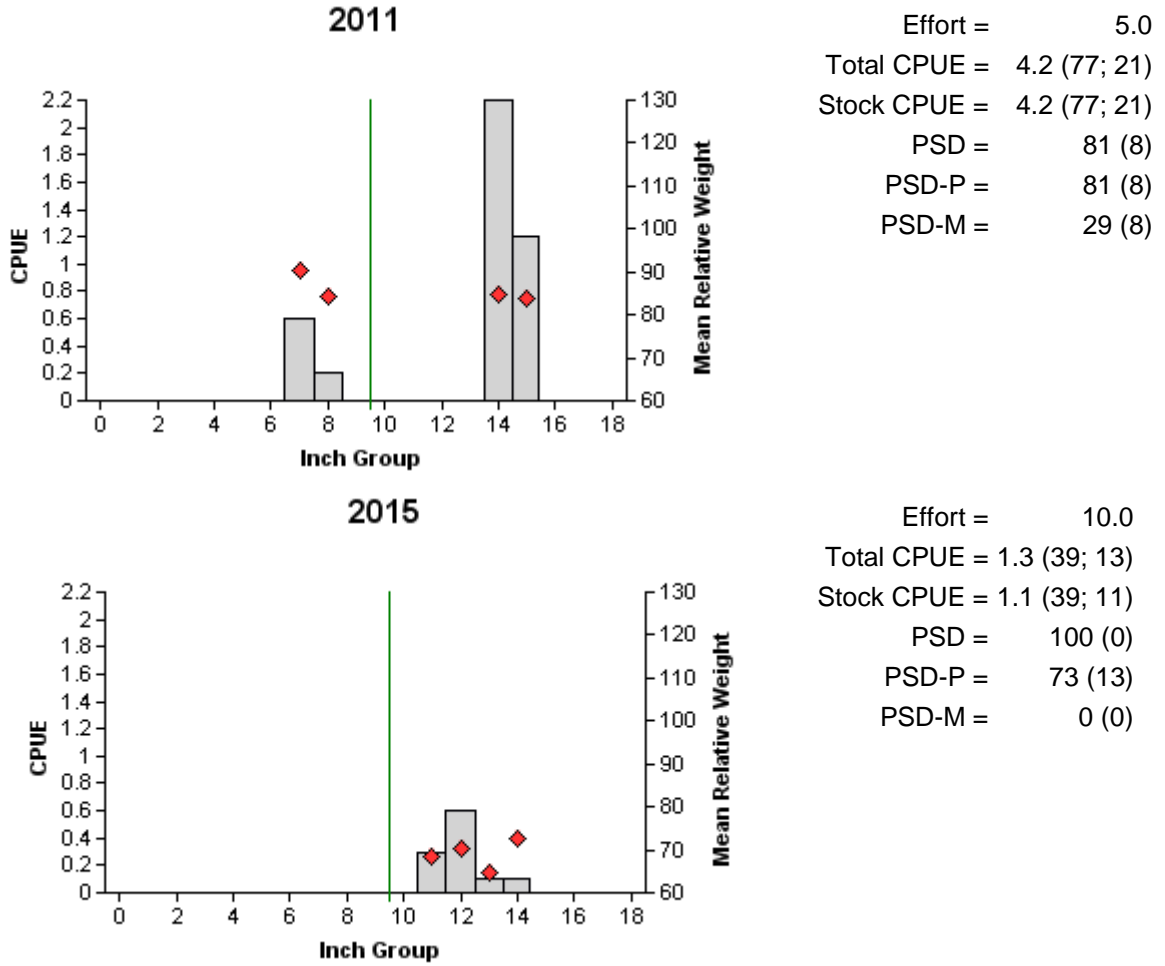 2011
Effort = 5.0
Total CPUE = 4.2 (77; 21)
Stock CPUE = 4.2 (77; 21)
PSD = 81 (8)
PSD-P = 81 (8)
PSD-M = 29 (8)
CPUE
2.2
2
1.8
1.6
1.4
1.2
1
0.8
0.6
0.4
0.2
0
130
120
110
100
90
80
70
60
Mean Relative Weight
0 2 4 6 8 10 12 14 16 18
Inch Group
2015
Effort = 10.0
Total CPUE = 1.3 (39; 13)
Stock CPUE = 1.1 (39; 11)
PSD = 100 (0)
PSD-P = 73 (13)
PSD-M = 0 (0)
CPUE
2.2
2
1.8
1.6
1.4
1.2
1
0.8
0.6
0.4
0.2
0
130
120
110
100
90
80
70
60
Mean Relative Weight
0 2 4 6 8 10 12 14 16 18
Inch Group